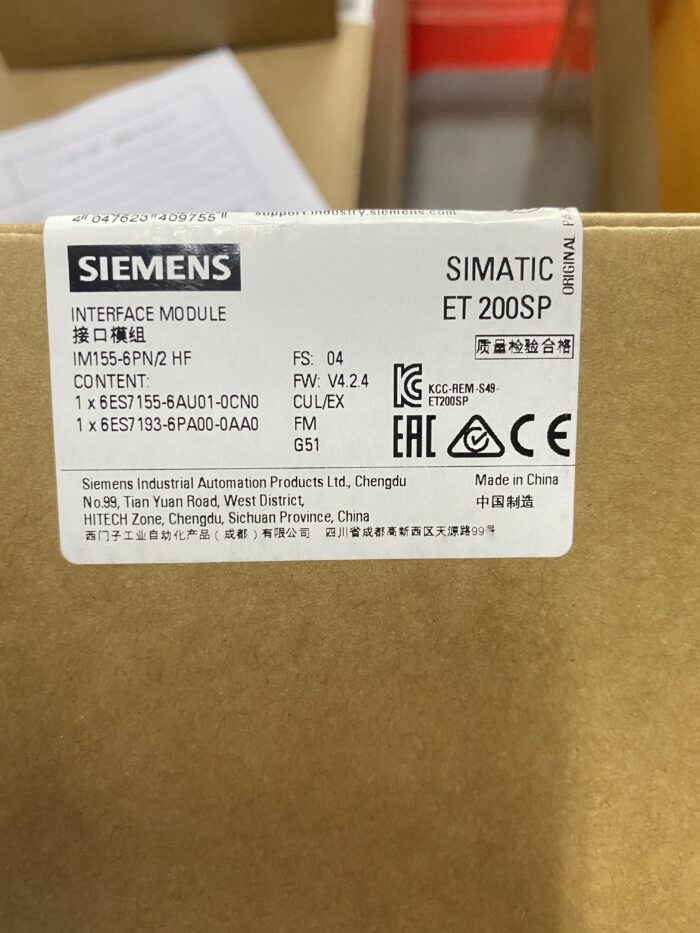 4 047623 409755
support.industry.siemens.com
ORIGINAL
SIEMENS
SIMATIC
ET 200SP
INTERFACE MODULE
接口模组
质量检验合格
IM155-6PN/2 HF
FS: 04
CONTENT:
FW: V4.2.4
1 x 6ES7155-6AU01-0CN0
CUL/EX
1 x 6ES7193-6PA00-0AA0
FM
G51
KCC-REM-S49-
ET200SP
EAC
CE
Siemens Industrial Automation Products Ltd., Chengdu
Made in China
No.99, Tian Yuan Road, West District,
中国制造
HITECH Zone, Chengdu, Sichuan Province, China
西门子工业自动化产品（成都）有限公司 四川省成都高新西区天源路99号